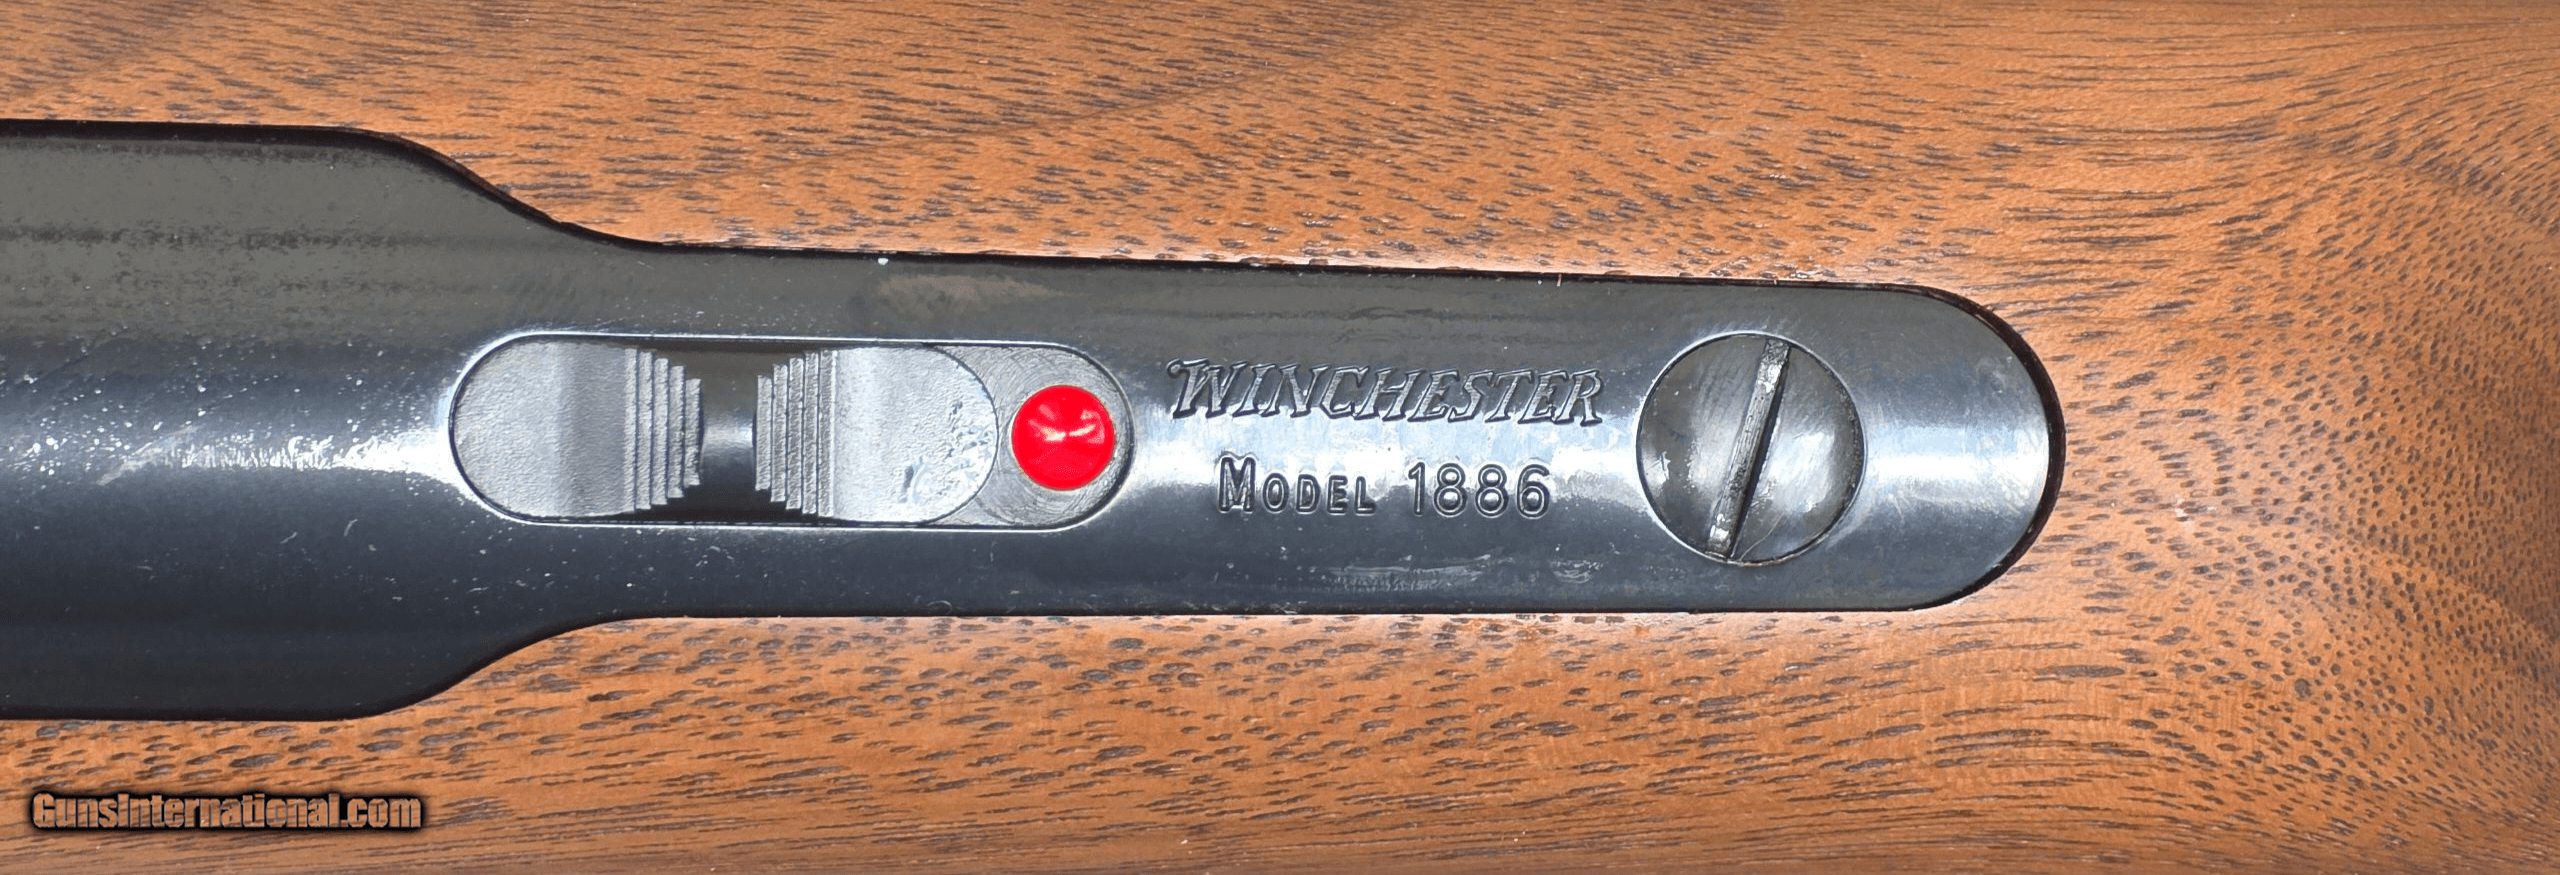 WINCHESTER
MODEL 1886
GunsInternational.com